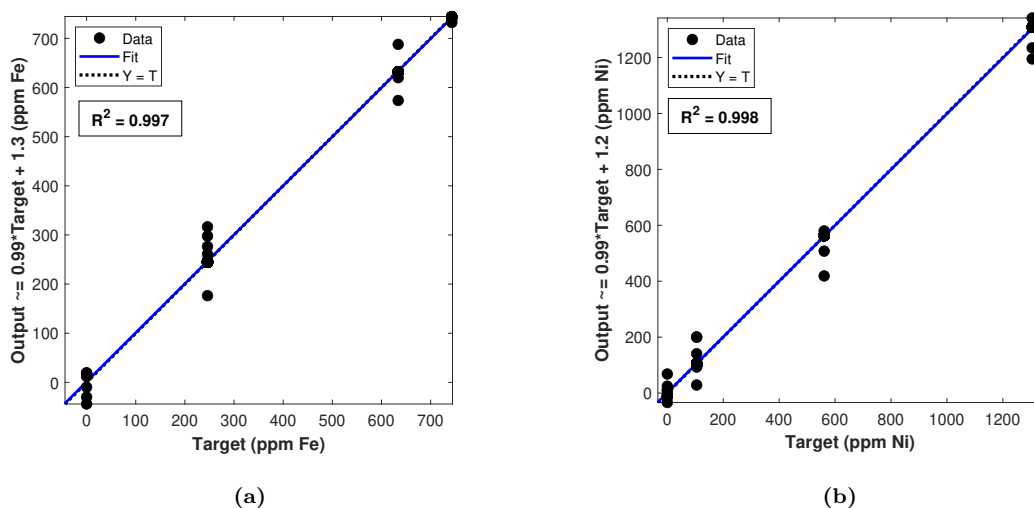 Output ~= 0.99*Target + 1.3 (ppm Fe)
Data
Fit
Y = T
R² = 0.997
700
600
500
400
300
200
100
0
0 100 200 300 400 500 600 700
Target (ppm Fe)
(a)
Output ~= 0.99*Target + 1.2 (ppm Ni)
Data
Fit
Y = T
R² = 0.998
1200
1000
800
600
400
200
0
0 200 400 600 800 1000 1200
Target (ppm Ni)
(b)